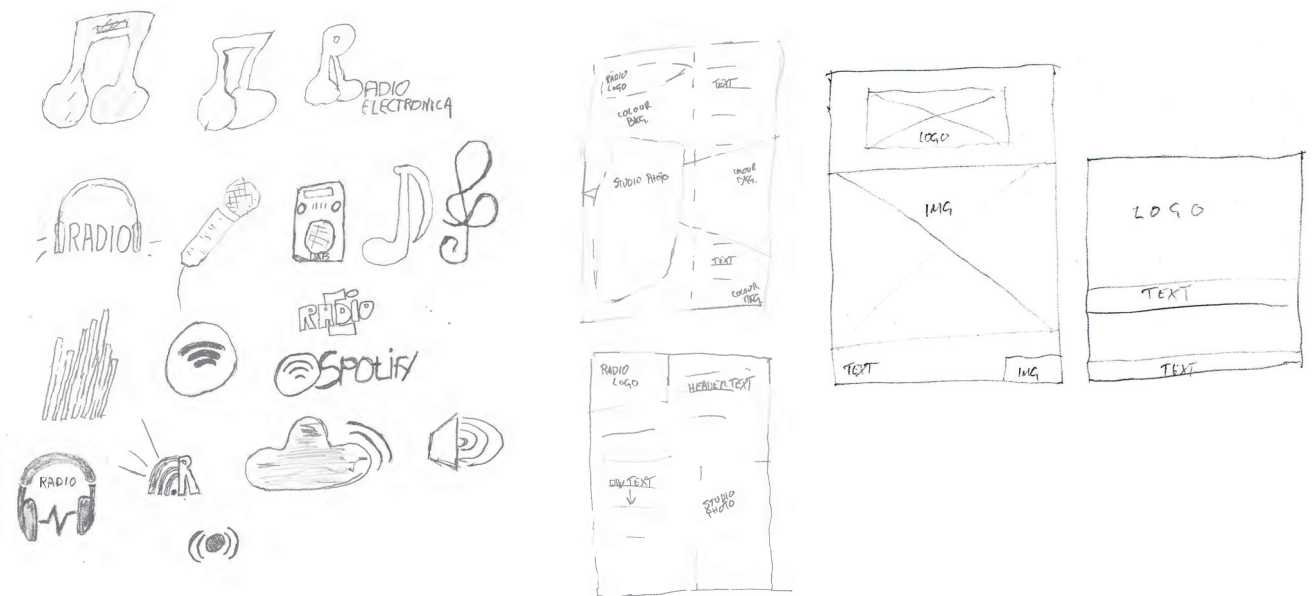 RADIO
ELECTRONICA
RADIO
DAB
RADIO
SPOTIFY
RADIO
R
RADIO
LOGO
TEXT
COLOUR
BKG.
STUDIO PHOTO
COLOUR
BKG.
TEXT
COLOUR
BKG.
RADIO
LOGO
HEADER TEXT
TEXT
STUDIO
PHOTO
LOGO
IMG
TEXT
IMG
LOGO
TEXT
TEXT